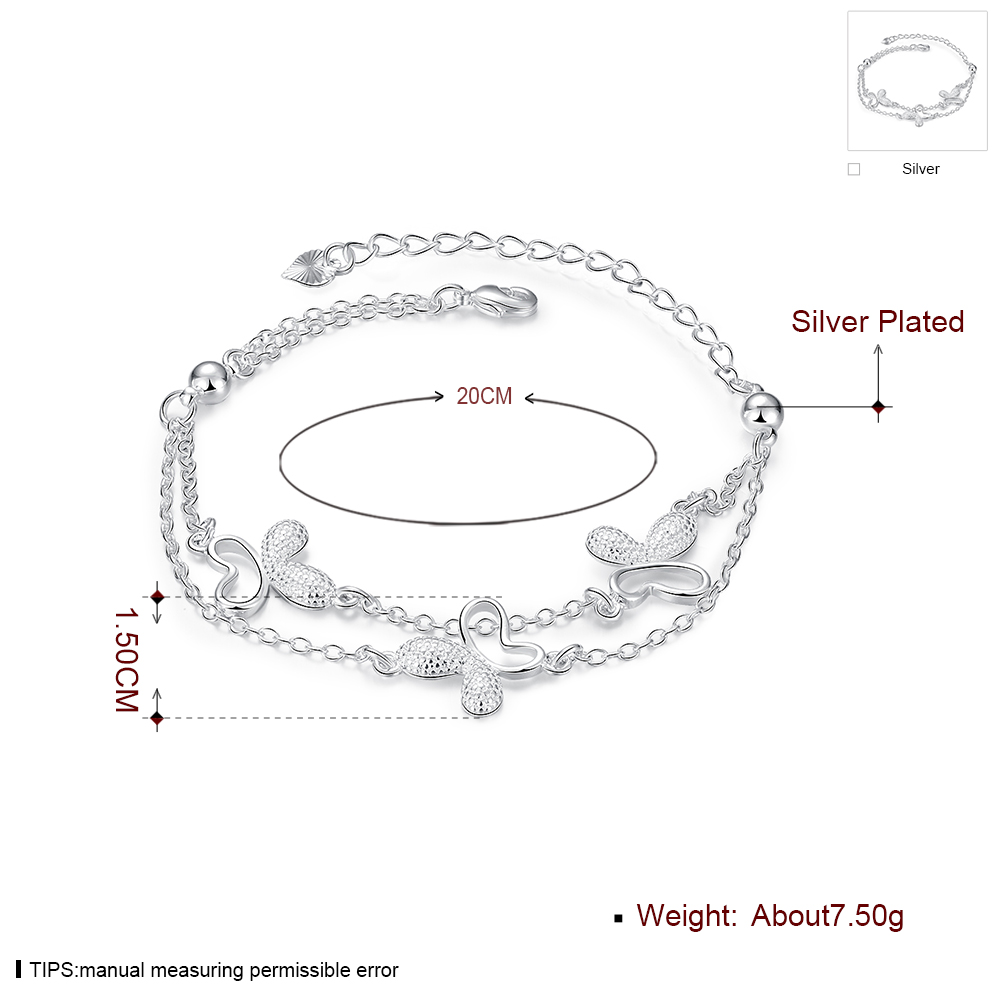 Silver
Silver Plated
20CM
1.50CM
Weight: About7.50g
TIPS:manual measuring permissible error